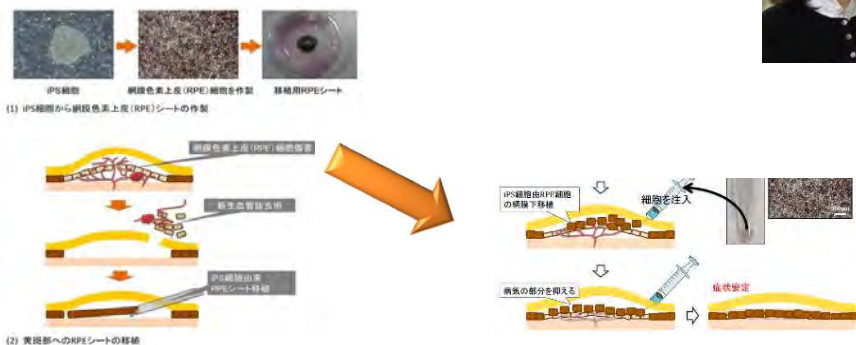 iPS細胞
網膜色素上皮(RPE)細胞を作製
移植用RPEシート
(1) iPS細胞から網膜色素上皮(RPE)シートの作製
網膜色素上皮(RPE)細胞傷害
新生血管抜去術
iPS細胞由来
RPEシート移植
(2) 黄斑部へのRPEシートの移植
iPS細胞由RPE細胞
の網膜下移植
細胞を注入
病気の部分を抑える
症状安定